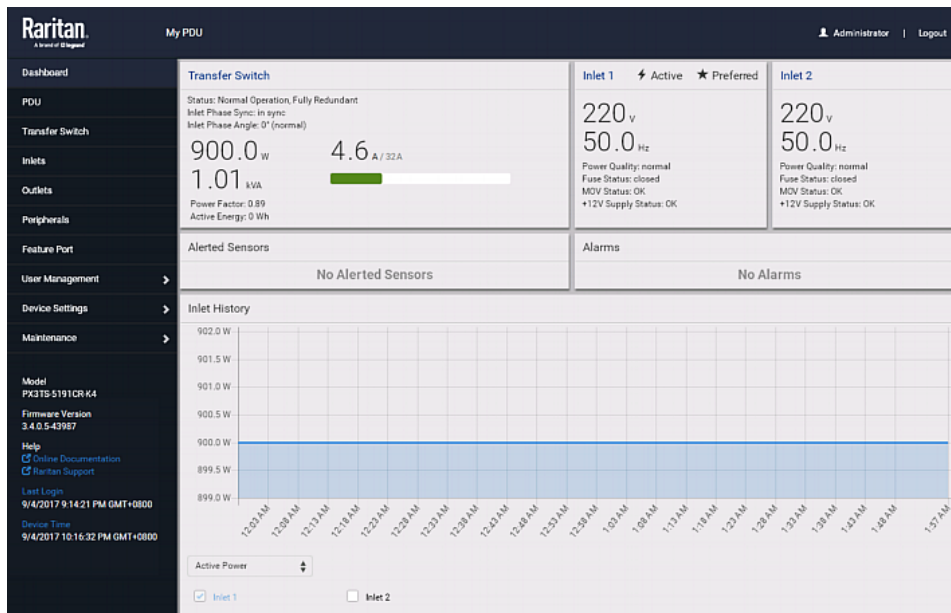 Raritan.
A brand of legrand
My PDU
Administrator | Logout
Dashboard
PDU
Transfer Switch
Inlets
Outlets
Peripherals
Feature Port
User Management
Device Settings
Maintenance
Model
PX3TS-5191CR-K4
Firmware Version
3.4.0.5-43987
Help
Online Documentation
Raritan Support
Last Login
9/4/2017 9:14:21 PM GMT+0800
Device Time
9/4/2017 10:16:32 PM GMT+0800
Transfer Switch
Status: Normal Operation, Fully Redundant
Inlet Phase Sync: in sync
Inlet Phase Angle: 0° (normal)
900.0 W 4.6 A / 32A
1.01 kVA
Power Factor: 0.89
Active Energy: 0 Wh
Inlet 1 Active Preferred
220 V
50.0 Hz
Power Quality: normal
Fuse Status: closed
MOV Status: OK
+12V Supply Status: OK
Inlet 2
220 V
50.0 Hz
Power Quality: normal
Fuse Status: closed
MOV Status: OK
+12V Supply Status: OK
Alerted Sensors
No Alerted Sensors
Alarms
No Alarms
Inlet History
902.0 W
901.5 W
901.0 W
900.5 W
900.0 W
899.5 W
899.0 W
12:03 AM 12:08 AM 12:13 AM 12:18 AM 12:23 AM 12:28 AM 12:33 AM 12:38 AM 12:43 AM 12:48 AM 12:53 AM 12:58 AM 1:03 AM 1:08 AM 1:13 AM 1:18 AM 1:23 AM 1:28 AM 1:33 AM 1:38 AM 1:43 AM 1:48 AM 1:57 AM
Active Power
Inlet 1 Inlet 2